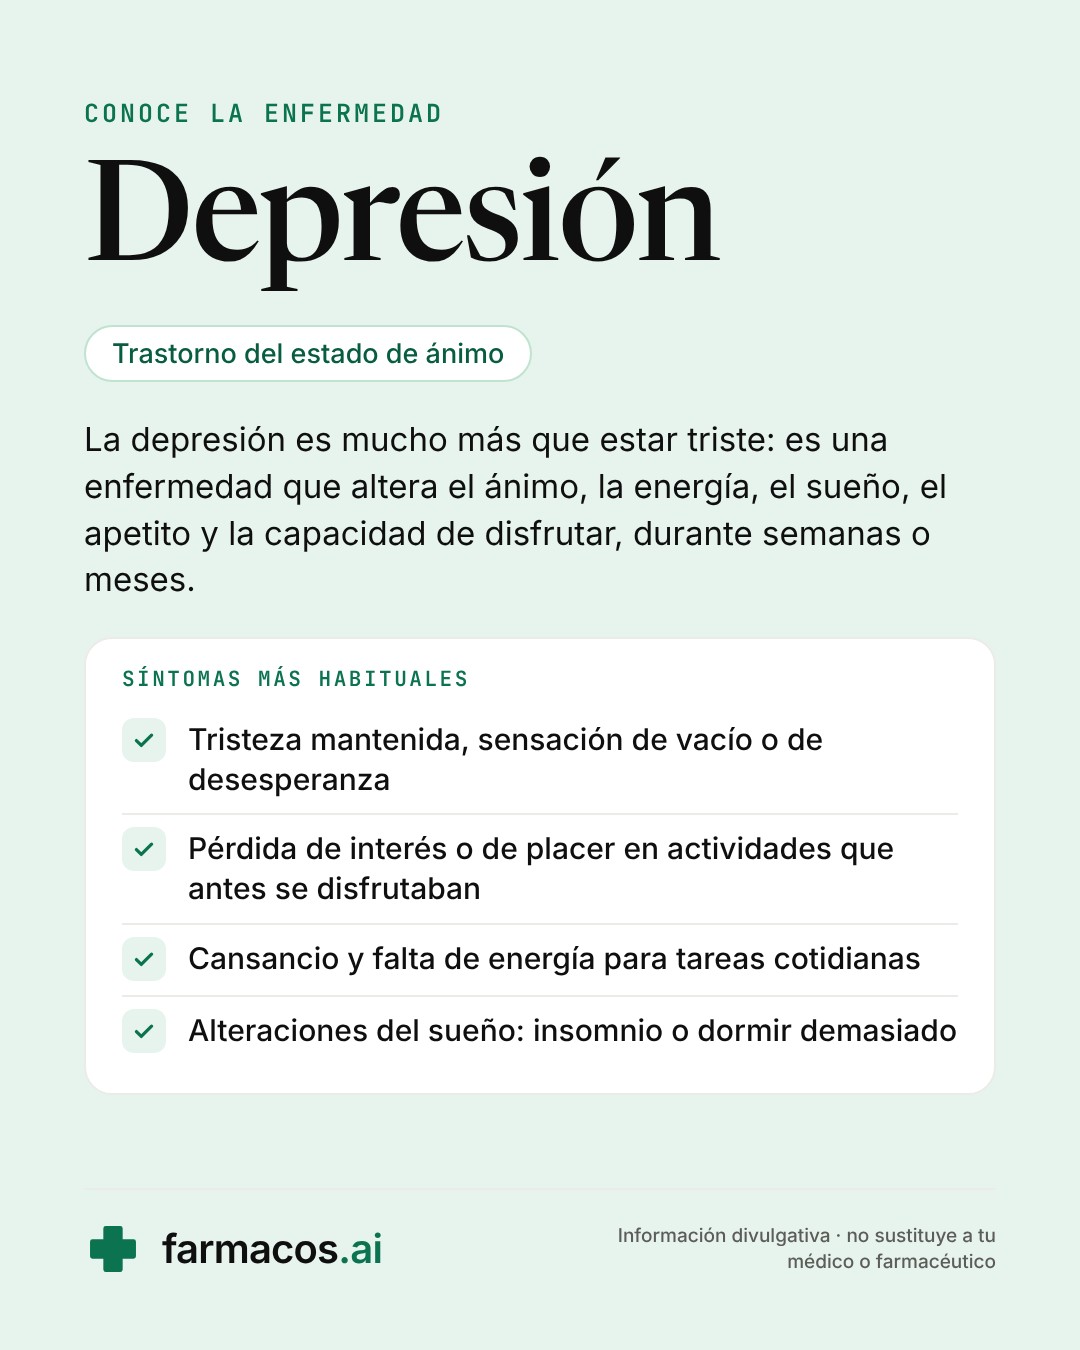 CONOCE LA ENFERMEDAD
Depresión
Trastorno del estado de ánimo
La depresión es mucho más que estar triste: es una
enfermedad que altera el ánimo, la energía, el sueño, el
apetito y la capacidad de disfrutar, durante semanas o
meses.
SÍNTOMAS MÁS HABITUALES
Tristeza mantenida, sensación de vacío o de
desesperanza
Pérdida de interés o de placer en actividades que
antes se disfrutaban
Cansancio y falta de energía para tareas cotidianas
Alteraciones del sueño: insomnio o dormir demasiado
farmacos.ai
Información divulgativa · no sustituye a tu
médico o farmacéutico